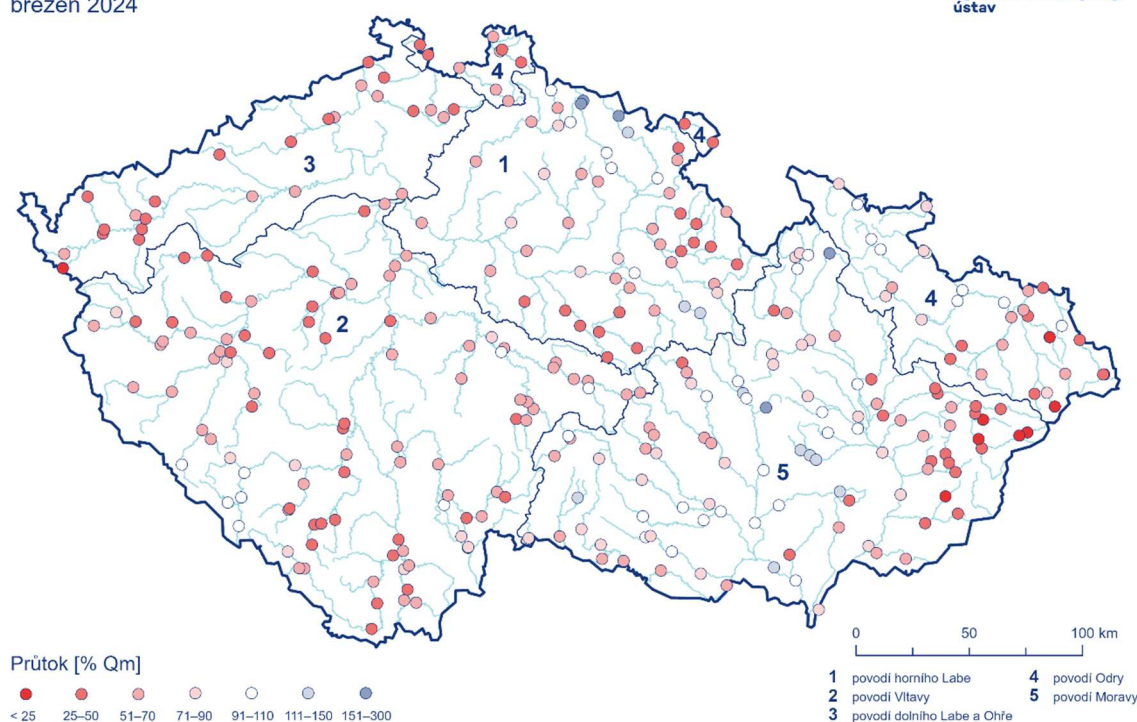 březen 2024
ústav
4
4
3
1
4
2
5
0 50 100 km
Průtok [% Qm]
< 25 25–50 51–70 71–90 91–110 111–150 151–300
1 povodí horního Labe 4 povodí Odry
2 povodí Vltavy 5 povodí Moravy
3 povodí dolního Labe a Ohře